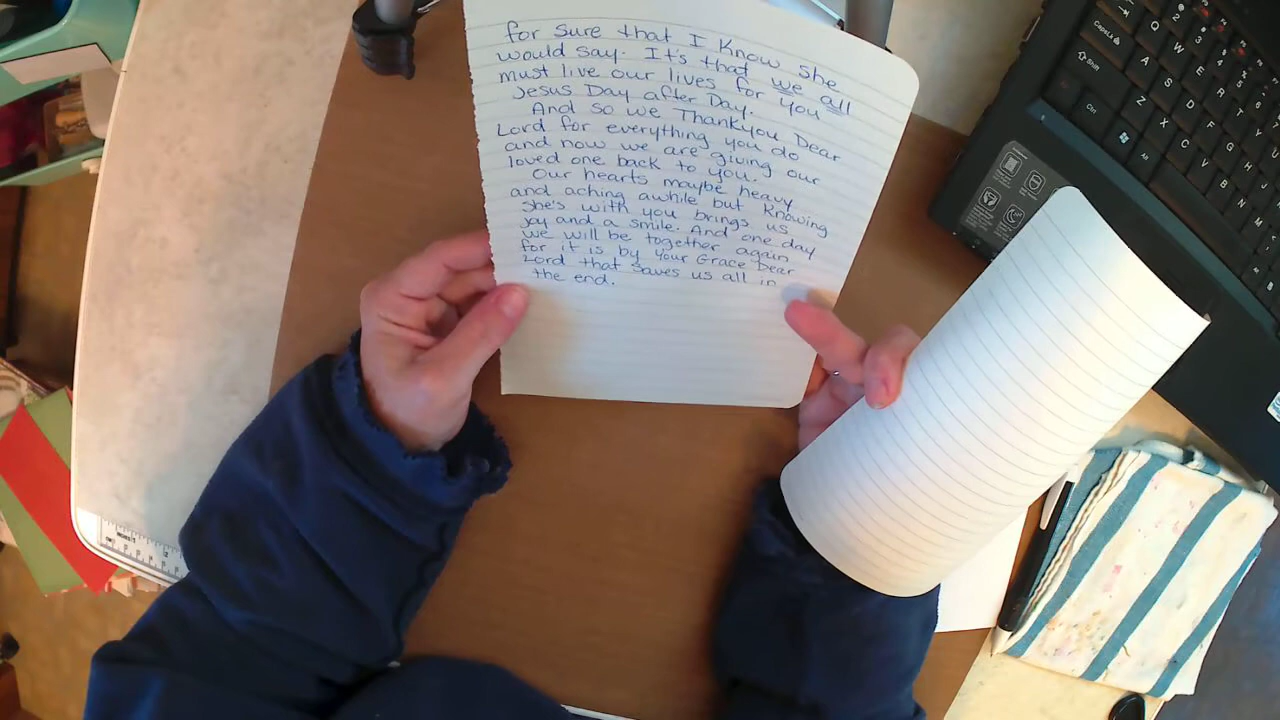 for sure that I Know she
would say. It's that we all
must live our lives for you
Jesus Day after Day.
And so we Thankyou Dear
Lord for everything you do
and now we are giving our
loved one back to you.
Our hearts maybe heavy
and aching awhile but Knowing
She's with you brings us
joy and a smile. And one day
we will be together again
for it is by Your Grace Dear
Lord that saves us all in
the end.